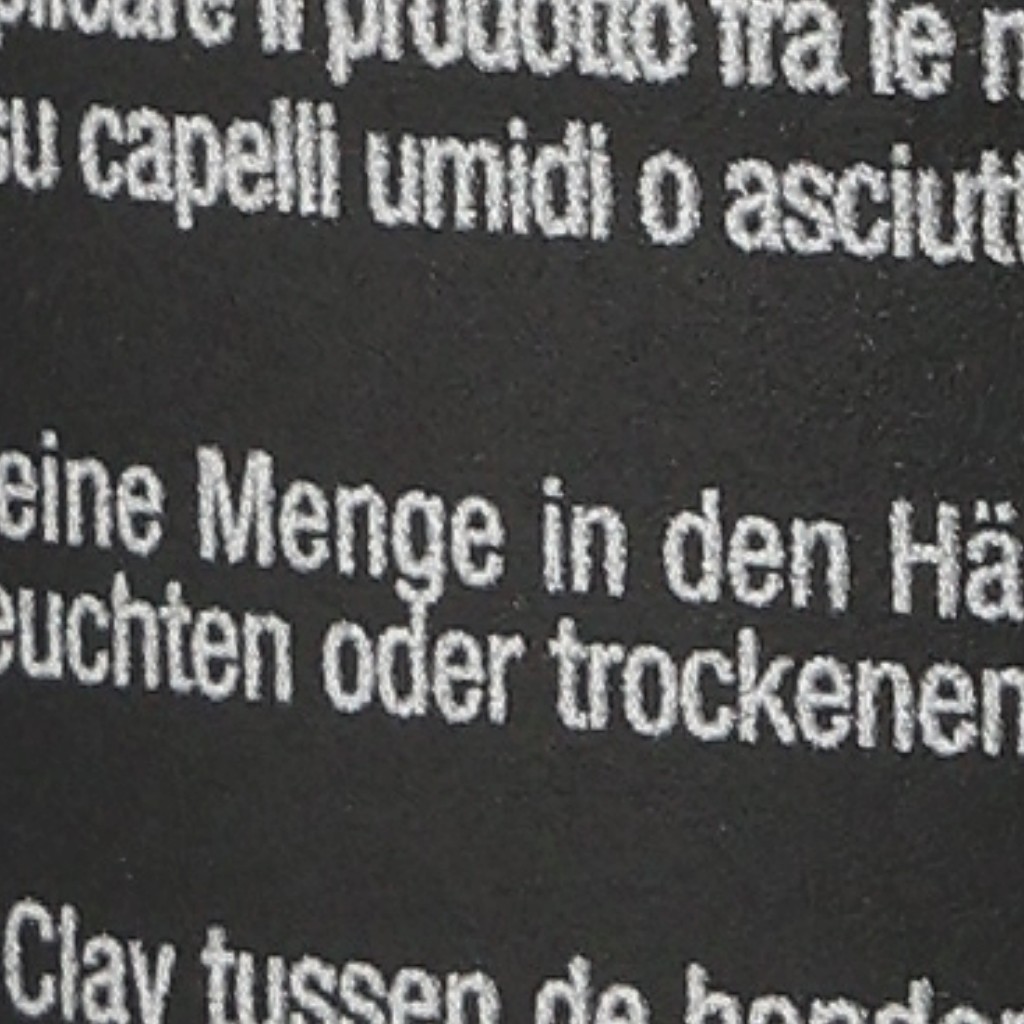 plicare il prodotto fra le m
su capelli umidi o asciutt
eine Menge in den Hä
euchten oder trockenen
Clay tussen de handen